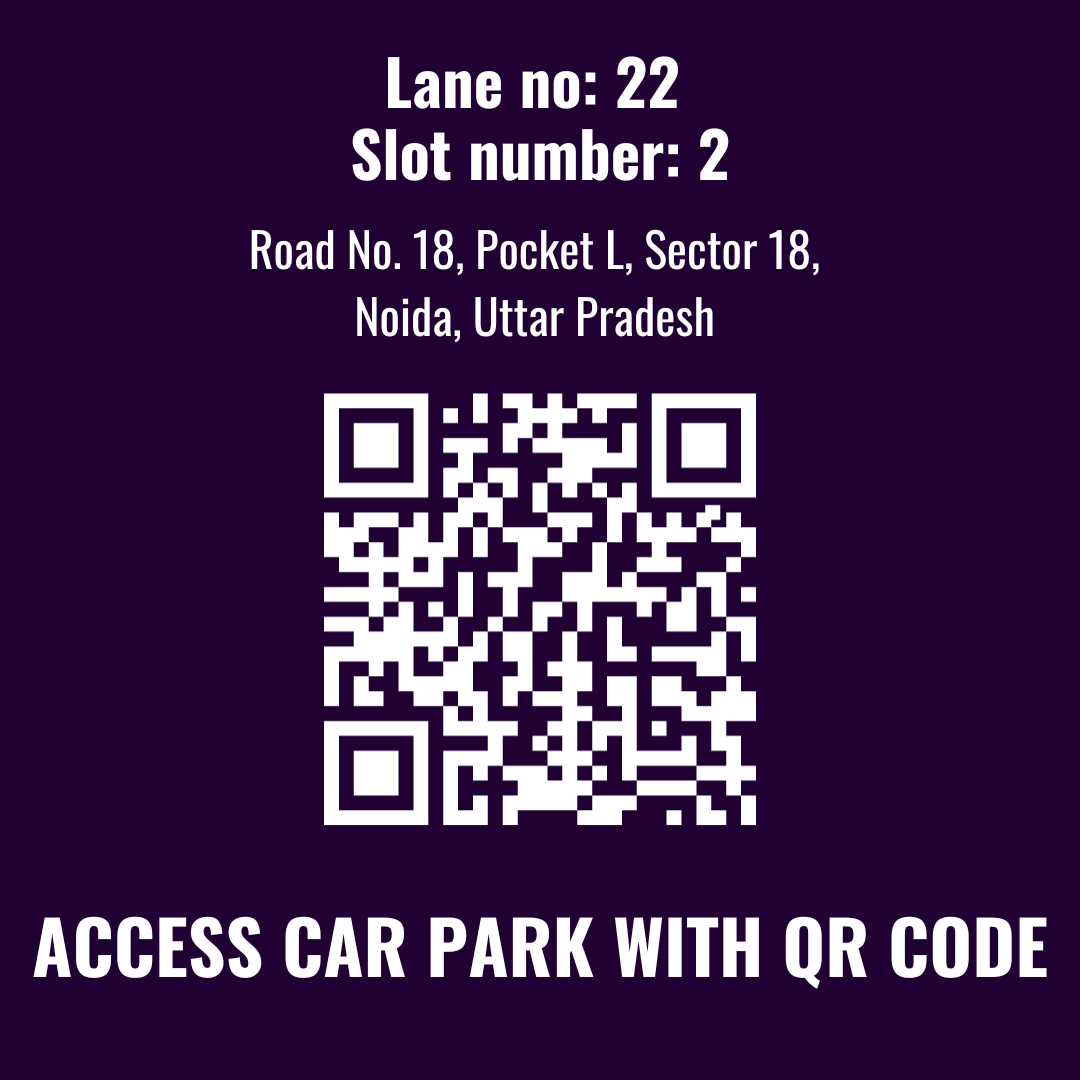 Lane no: 22
Slot number: 2
Road No. 18, Pocket L, Sector 18,
Noida, Uttar Pradesh
ACCESS CAR PARK WITH QR CODE